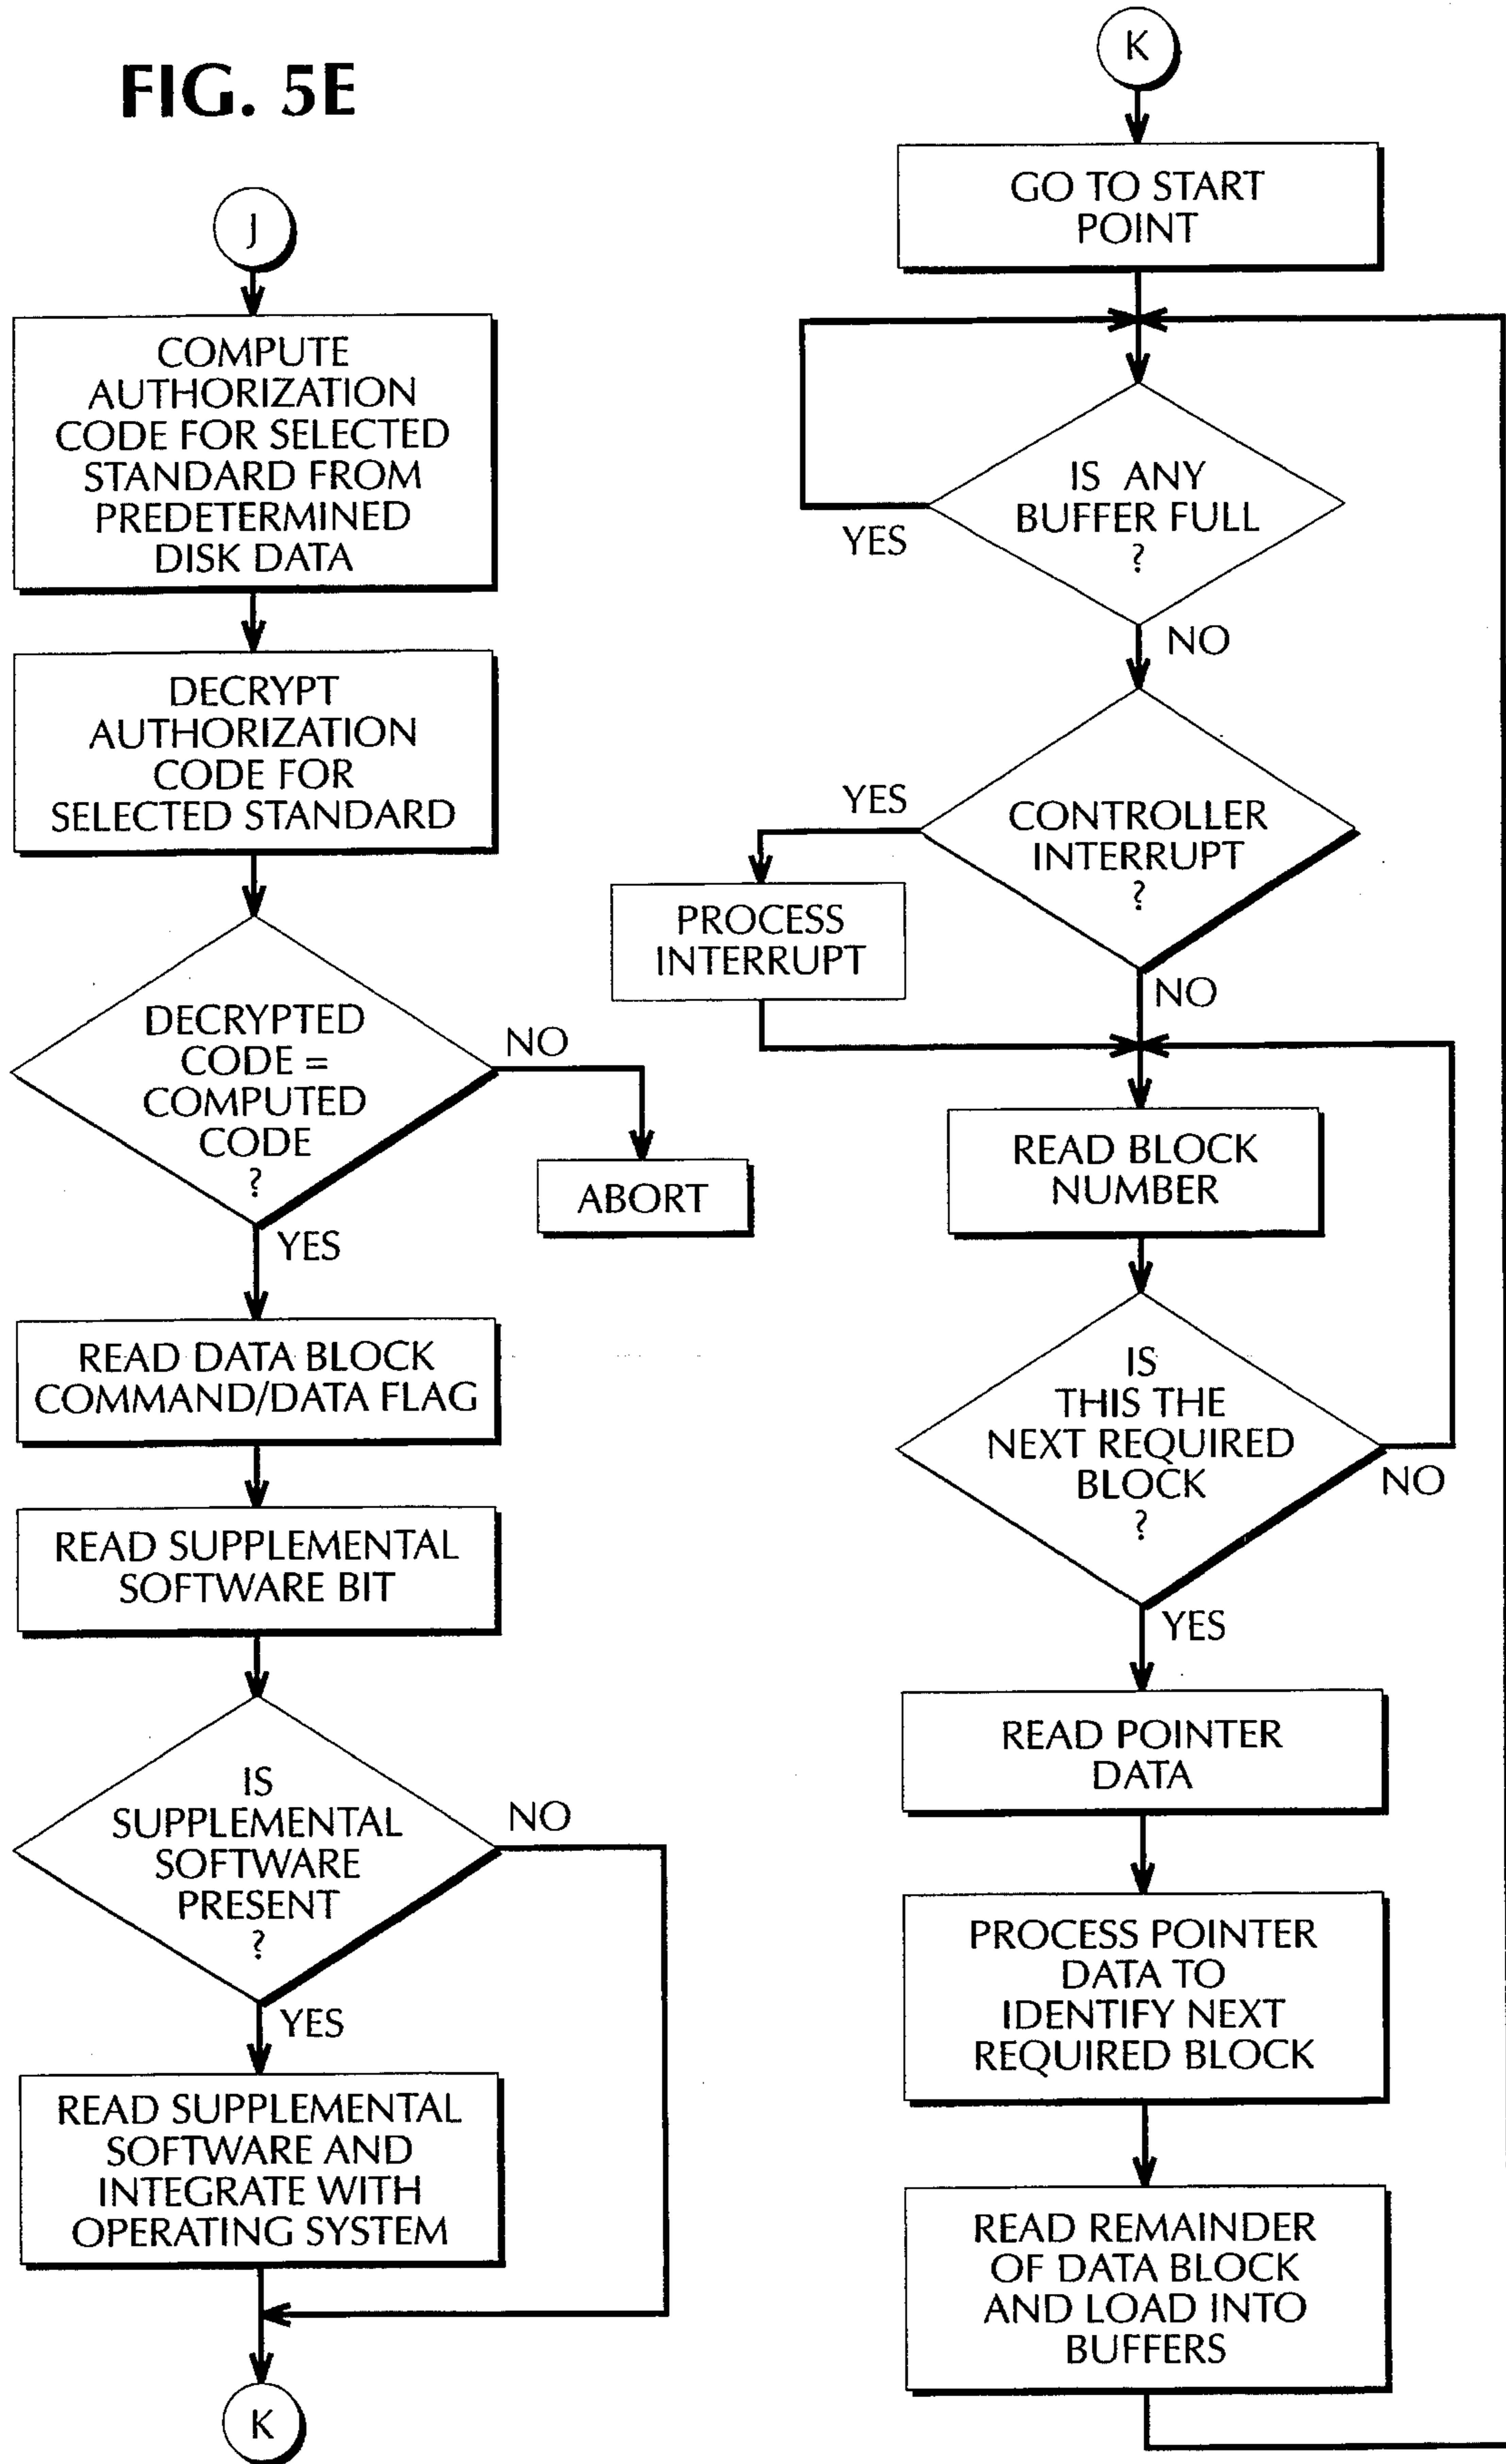 FIG. 5E
J
COMPUTE
AUTHORIZATION
CODE FOR SELECTED
STANDARD FROM
PREDETERMINED
DISK DATA
DECRYPT
AUTHORIZATION
CODE FOR
SELECTED STANDARD
DECRYPTED
CODE =
COMPUTED
CODE
?
NO
ABORT
YES
READ DATA BLOCK
COMMAND/DATA FLAG
READ SUPPLEMENTAL
SOFTWARE BIT
IS
SUPPLEMENTAL
SOFTWARE
PRESENT
?
NO
YES
READ SUPPLEMENTAL
SOFTWARE AND
INTEGRATE WITH
OPERATING SYSTEM
K
K
GO TO START
POINT
IS ANY
BUFFER FULL
?
YES
NO
CONTROLLER
INTERRUPT
?
YES
PROCESS
INTERRUPT
NO
READ BLOCK
NUMBER
IS
THIS THE
NEXT REQUIRED
BLOCK
?
NO
YES
READ POINTER
DATA
PROCESS POINTER
DATA TO
IDENTIFY NEXT
REQUIRED BLOCK
READ REMAINDER
OF DATA BLOCK
AND LOAD INTO
BUFFERS